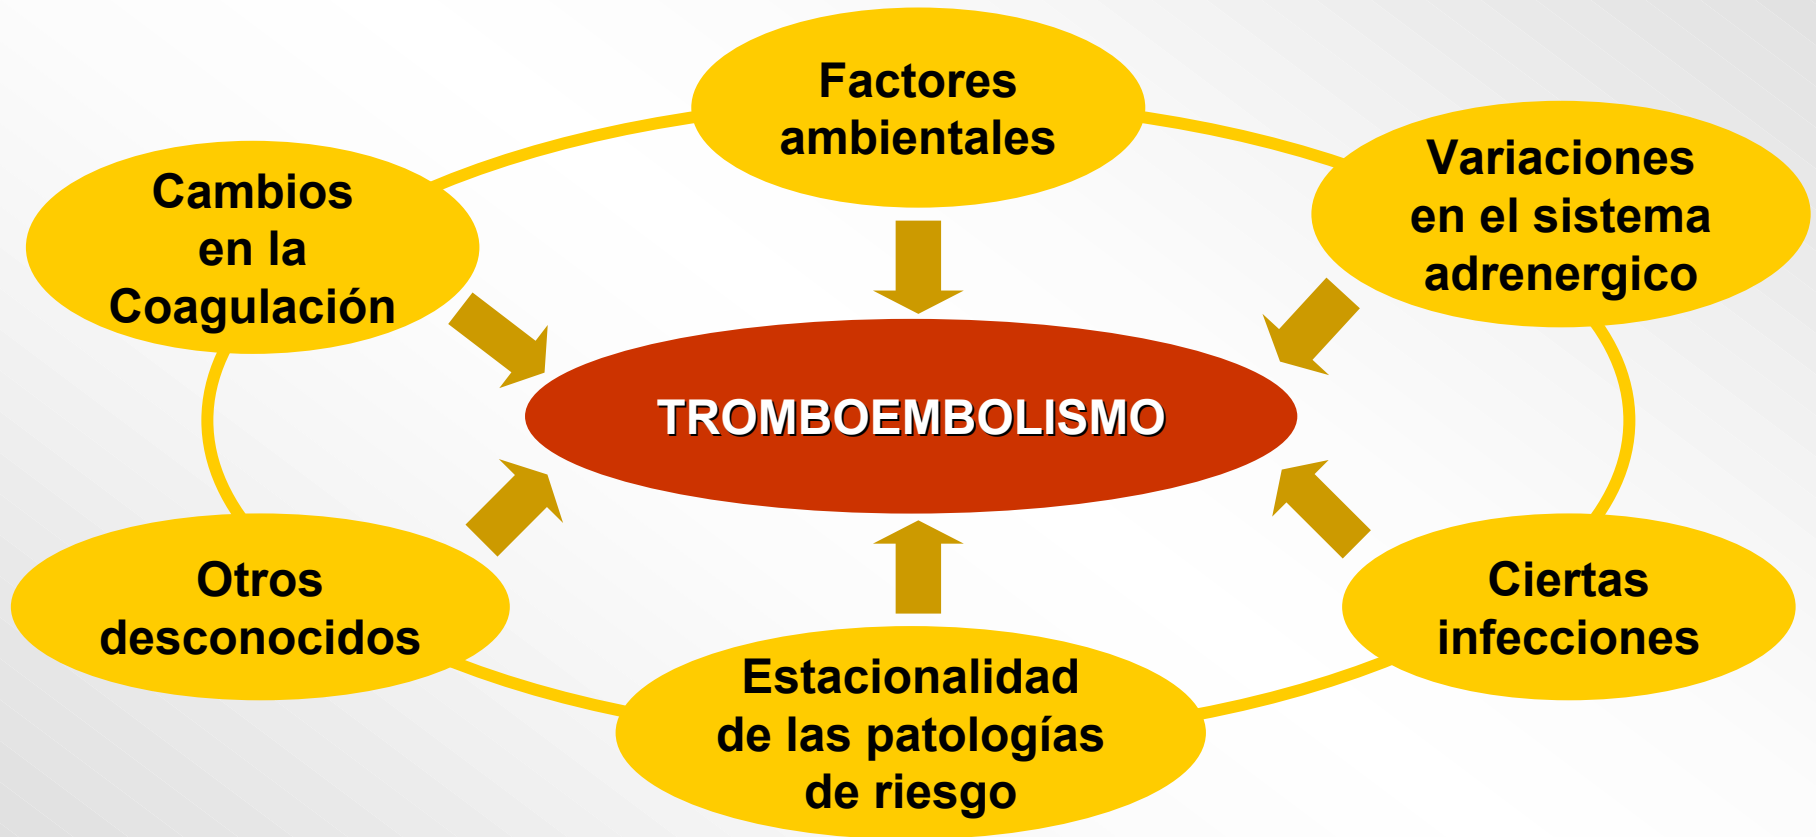 Factores
ambientales
Cambios
en la
Coagulación
Variaciones
en el sistema
adrenergico
TROMBOEMBOLISMO
Otros
desconocidos
Ciertas
infecciones
Estacionalidad
de las patologías
de riesgo